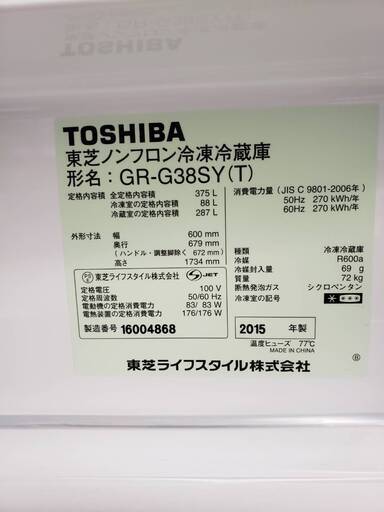 TOSHIBA
東芝ノンフロン冷凍冷蔵庫
形名：GR-G38SY(T)
定格内容積 全定格内容積 375 L
冷凍室の定格内容積 88 L
冷蔵室の定格内容積 287 L
外形寸法 幅 600 mm
奥行 679 mm
(ハンドル・調整脚除く 672 mm)
高さ 1734 mm
東芝ライフスタイル株式会社 JET
定格電圧 100 V
定格周波数 50/60 Hz
電動機の定格消費電力 83/ 83 W
電熱装置の定格消費電力 176/176 W
製造番号 16004868
消費電力量 (JIS C 9801-2006年)
50Hz 270 kWh/年
60Hz 270 kWh/年
種類 冷凍冷蔵庫
冷媒 R600a
冷媒封入量 69 g
質量 72 kg
断熱発泡ガス シクロペンタン
冷凍室の記号
2015 年製
温度ヒューズ 77℃
MADE IN CHINA
東芝ライフスタイル株式会社
Ⓑ